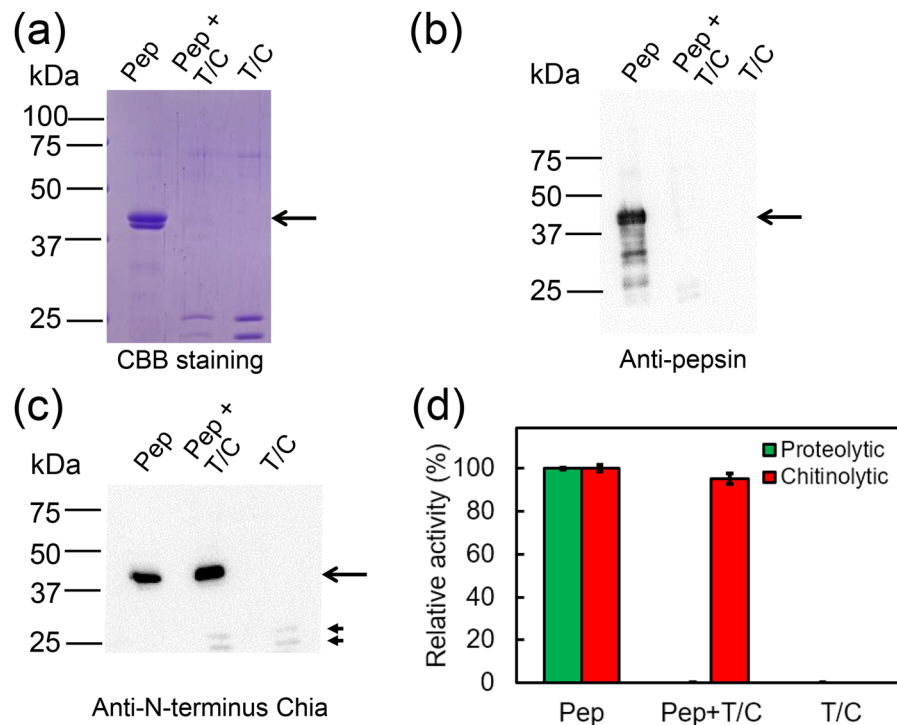 (a)
kDa
Pep
Pep +
T/C
T/C
100
75
50
37
25
CBB staining
(b)
kDa
Pep
Pep +
T/C
T/C
75
50
37
25
Anti-pepsin
(c)
kDa
Pep
Pep +
T/C
T/C
75
50
37
25
Anti-N-terminus Chia
(d)
Relative activity (%)
100
80
60
40
20
0
Proteolytic
Chitinolytic
Pep Pep+T/C T/C